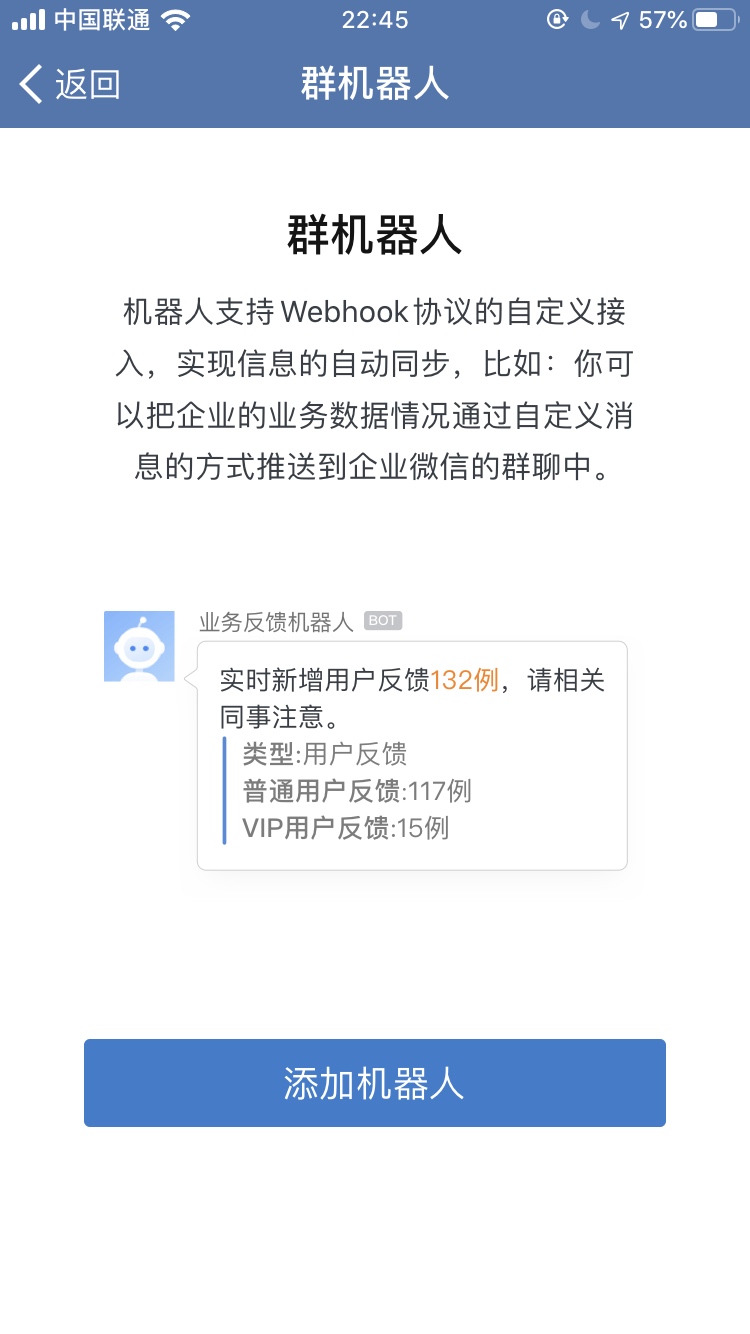 中国联通 22:45 57%
返回 群机器人
群机器人
机器人支持Webhook协议的自定义接
入，实现信息的自动同步，比如：你可
以把企业的业务数据情况通过自定义消
息的方式推送到企业微信的群聊中。
业务反馈机器人 BOT
实时新增用户反馈132例，请相关
同事注意。
类型:用户反馈
普通用户反馈:117例
VIP用户反馈:15例
添加机器人